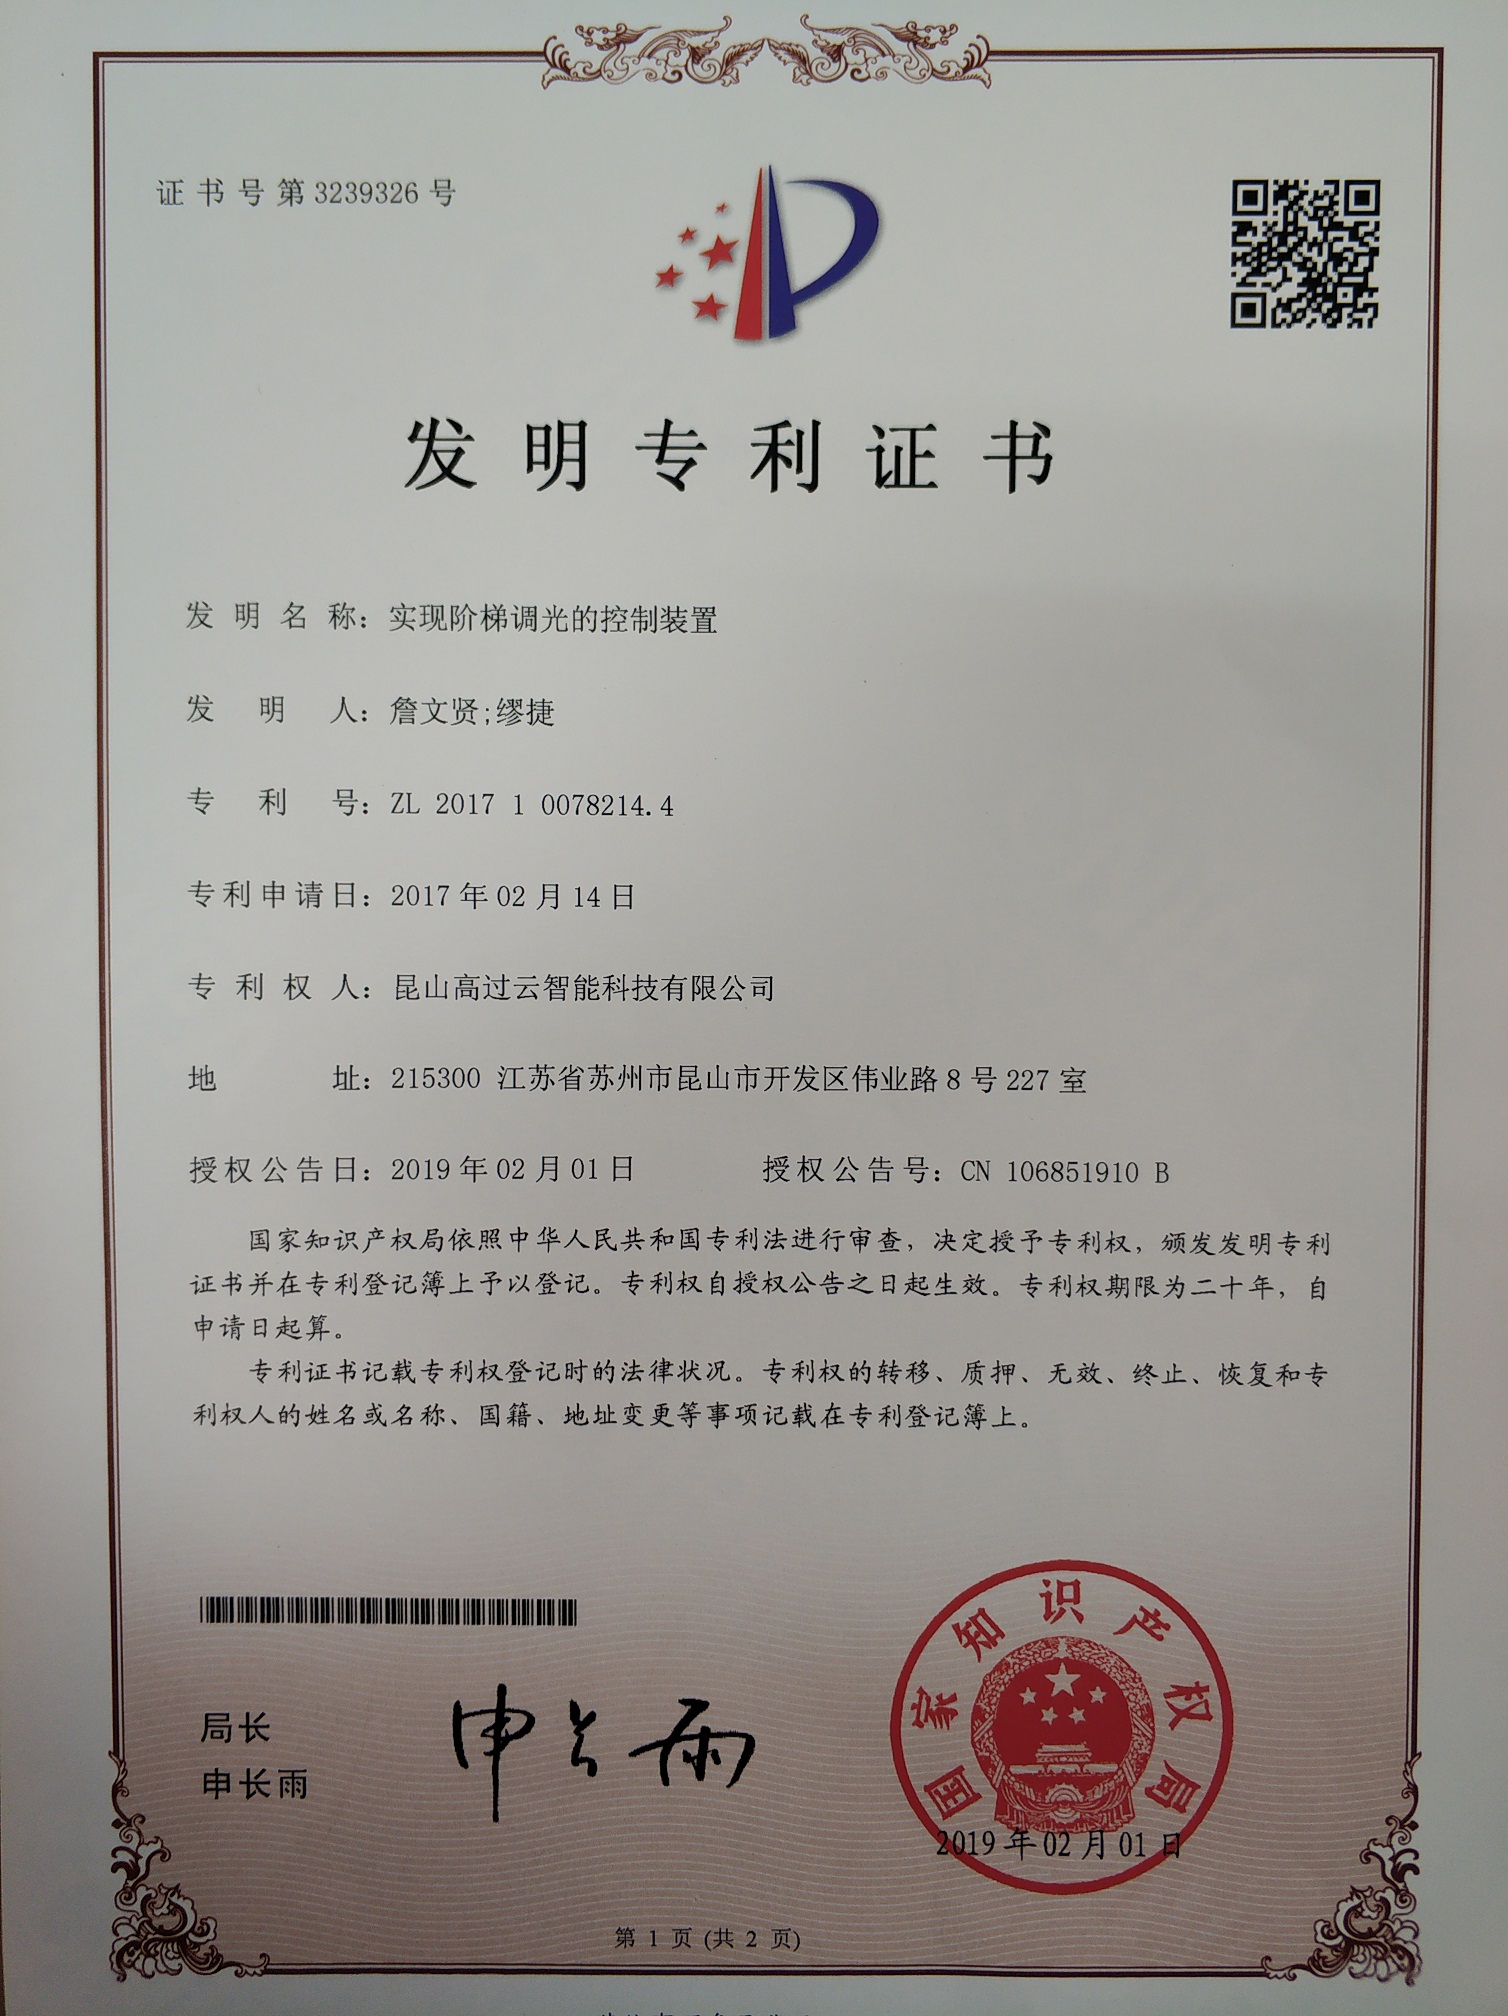 证书号第3239326号
发明专利证书
发明名称：实现阶梯调光的控制装置
发明人：詹文贤;缪捷
专利号：ZL 2017 1 0078214.4
专利申请日：2017年02月14日
专利权人：昆山高过云智能科技有限公司
地址：215300 江苏省苏州市昆山市开发区伟业路8号227室
授权公告日：2019年02月01日 授权公告号：CN 106851910 B
国家知识产权局依照中华人民共和国专利法进行审查，决定授予专利权，颁发发明专利
证书并在专利登记簿上予以登记。专利权自授权公告之日起生效。专利权期限为二十年，自
申请日起算。
专利证书记载专利权登记时的法律状况。专利权的转移、质押、无效、终止、恢复和专
利权人的姓名或名称、国籍、地址变更等事项记载在专利登记簿上。
局长
申长雨
申长雨
国家知识产权局
2019年02月01日
第 1 页 (共 2 页)